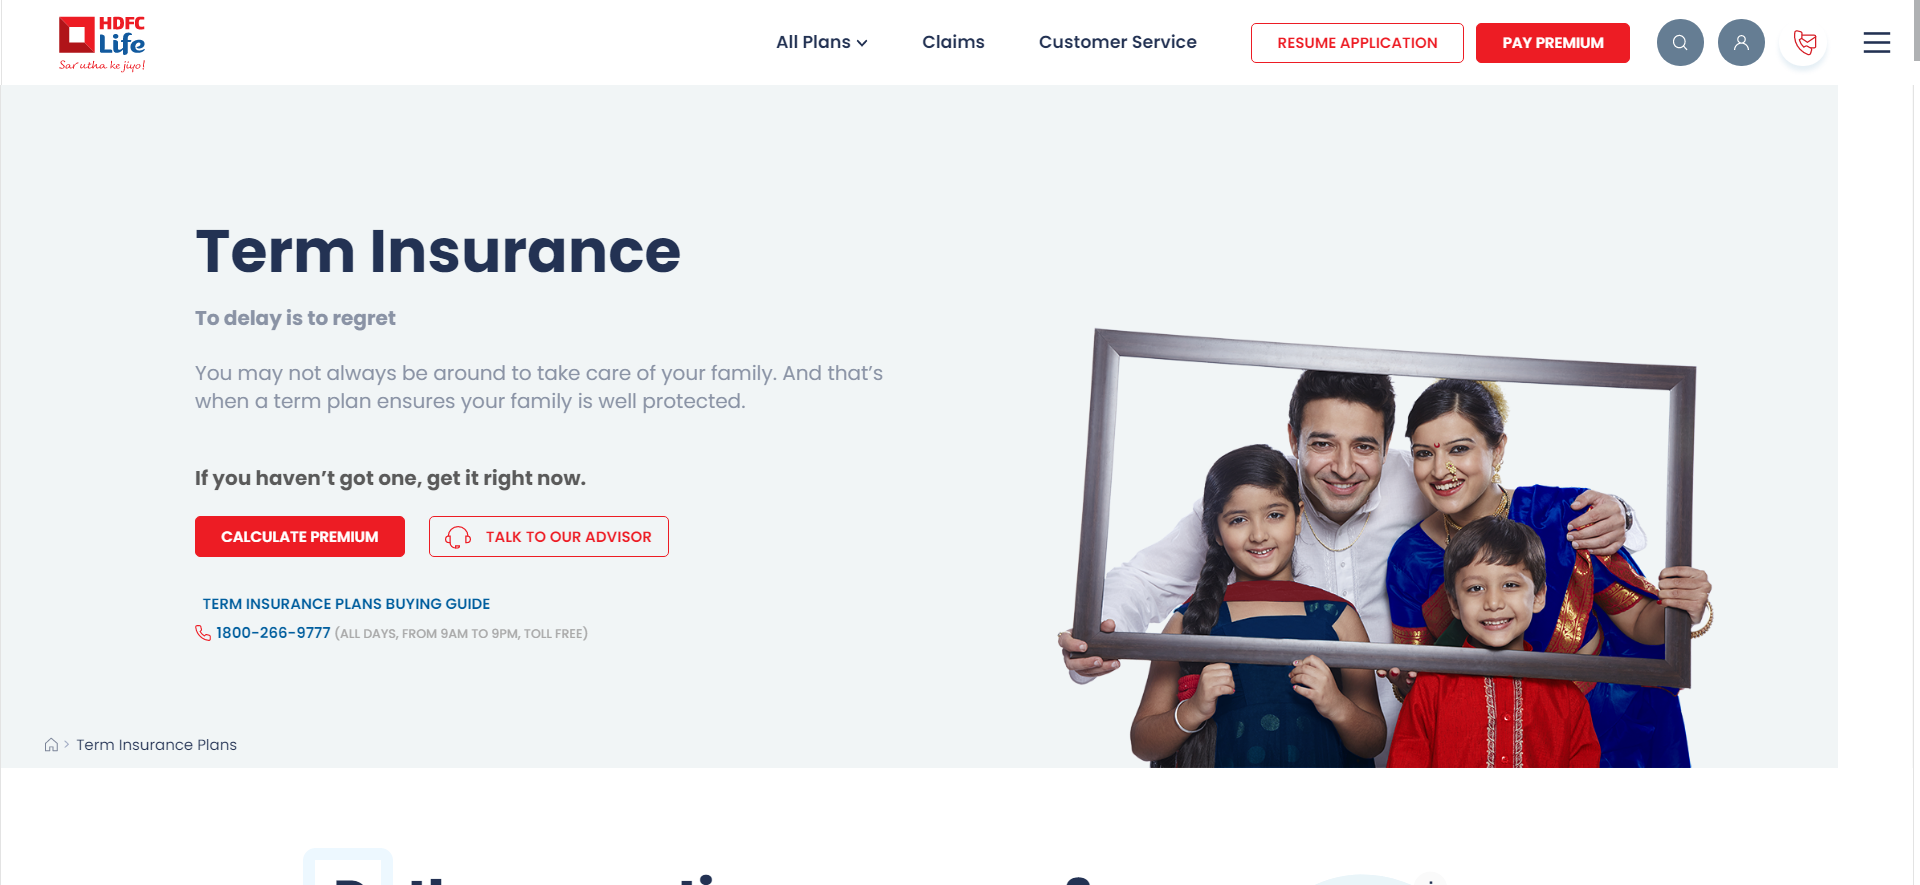 HDFC
Life
Sar utha ke jiyo!
All Plans
Claims
Customer Service
RESUME APPLICATION
PAY PREMIUM
Term Insurance
To delay is to regret
You may not always be around to take care of your family. And that’s
when a term plan ensures your family is well protected.
If you haven’t got one, get it right now.
CALCULATE PREMIUM
TALK TO OUR ADVISOR
TERM INSURANCE PLANS BUYING GUIDE
1800-266-9777 (ALL DAYS, FROM 9AM TO 9PM, TOLL FREE)
> Term Insurance Plans